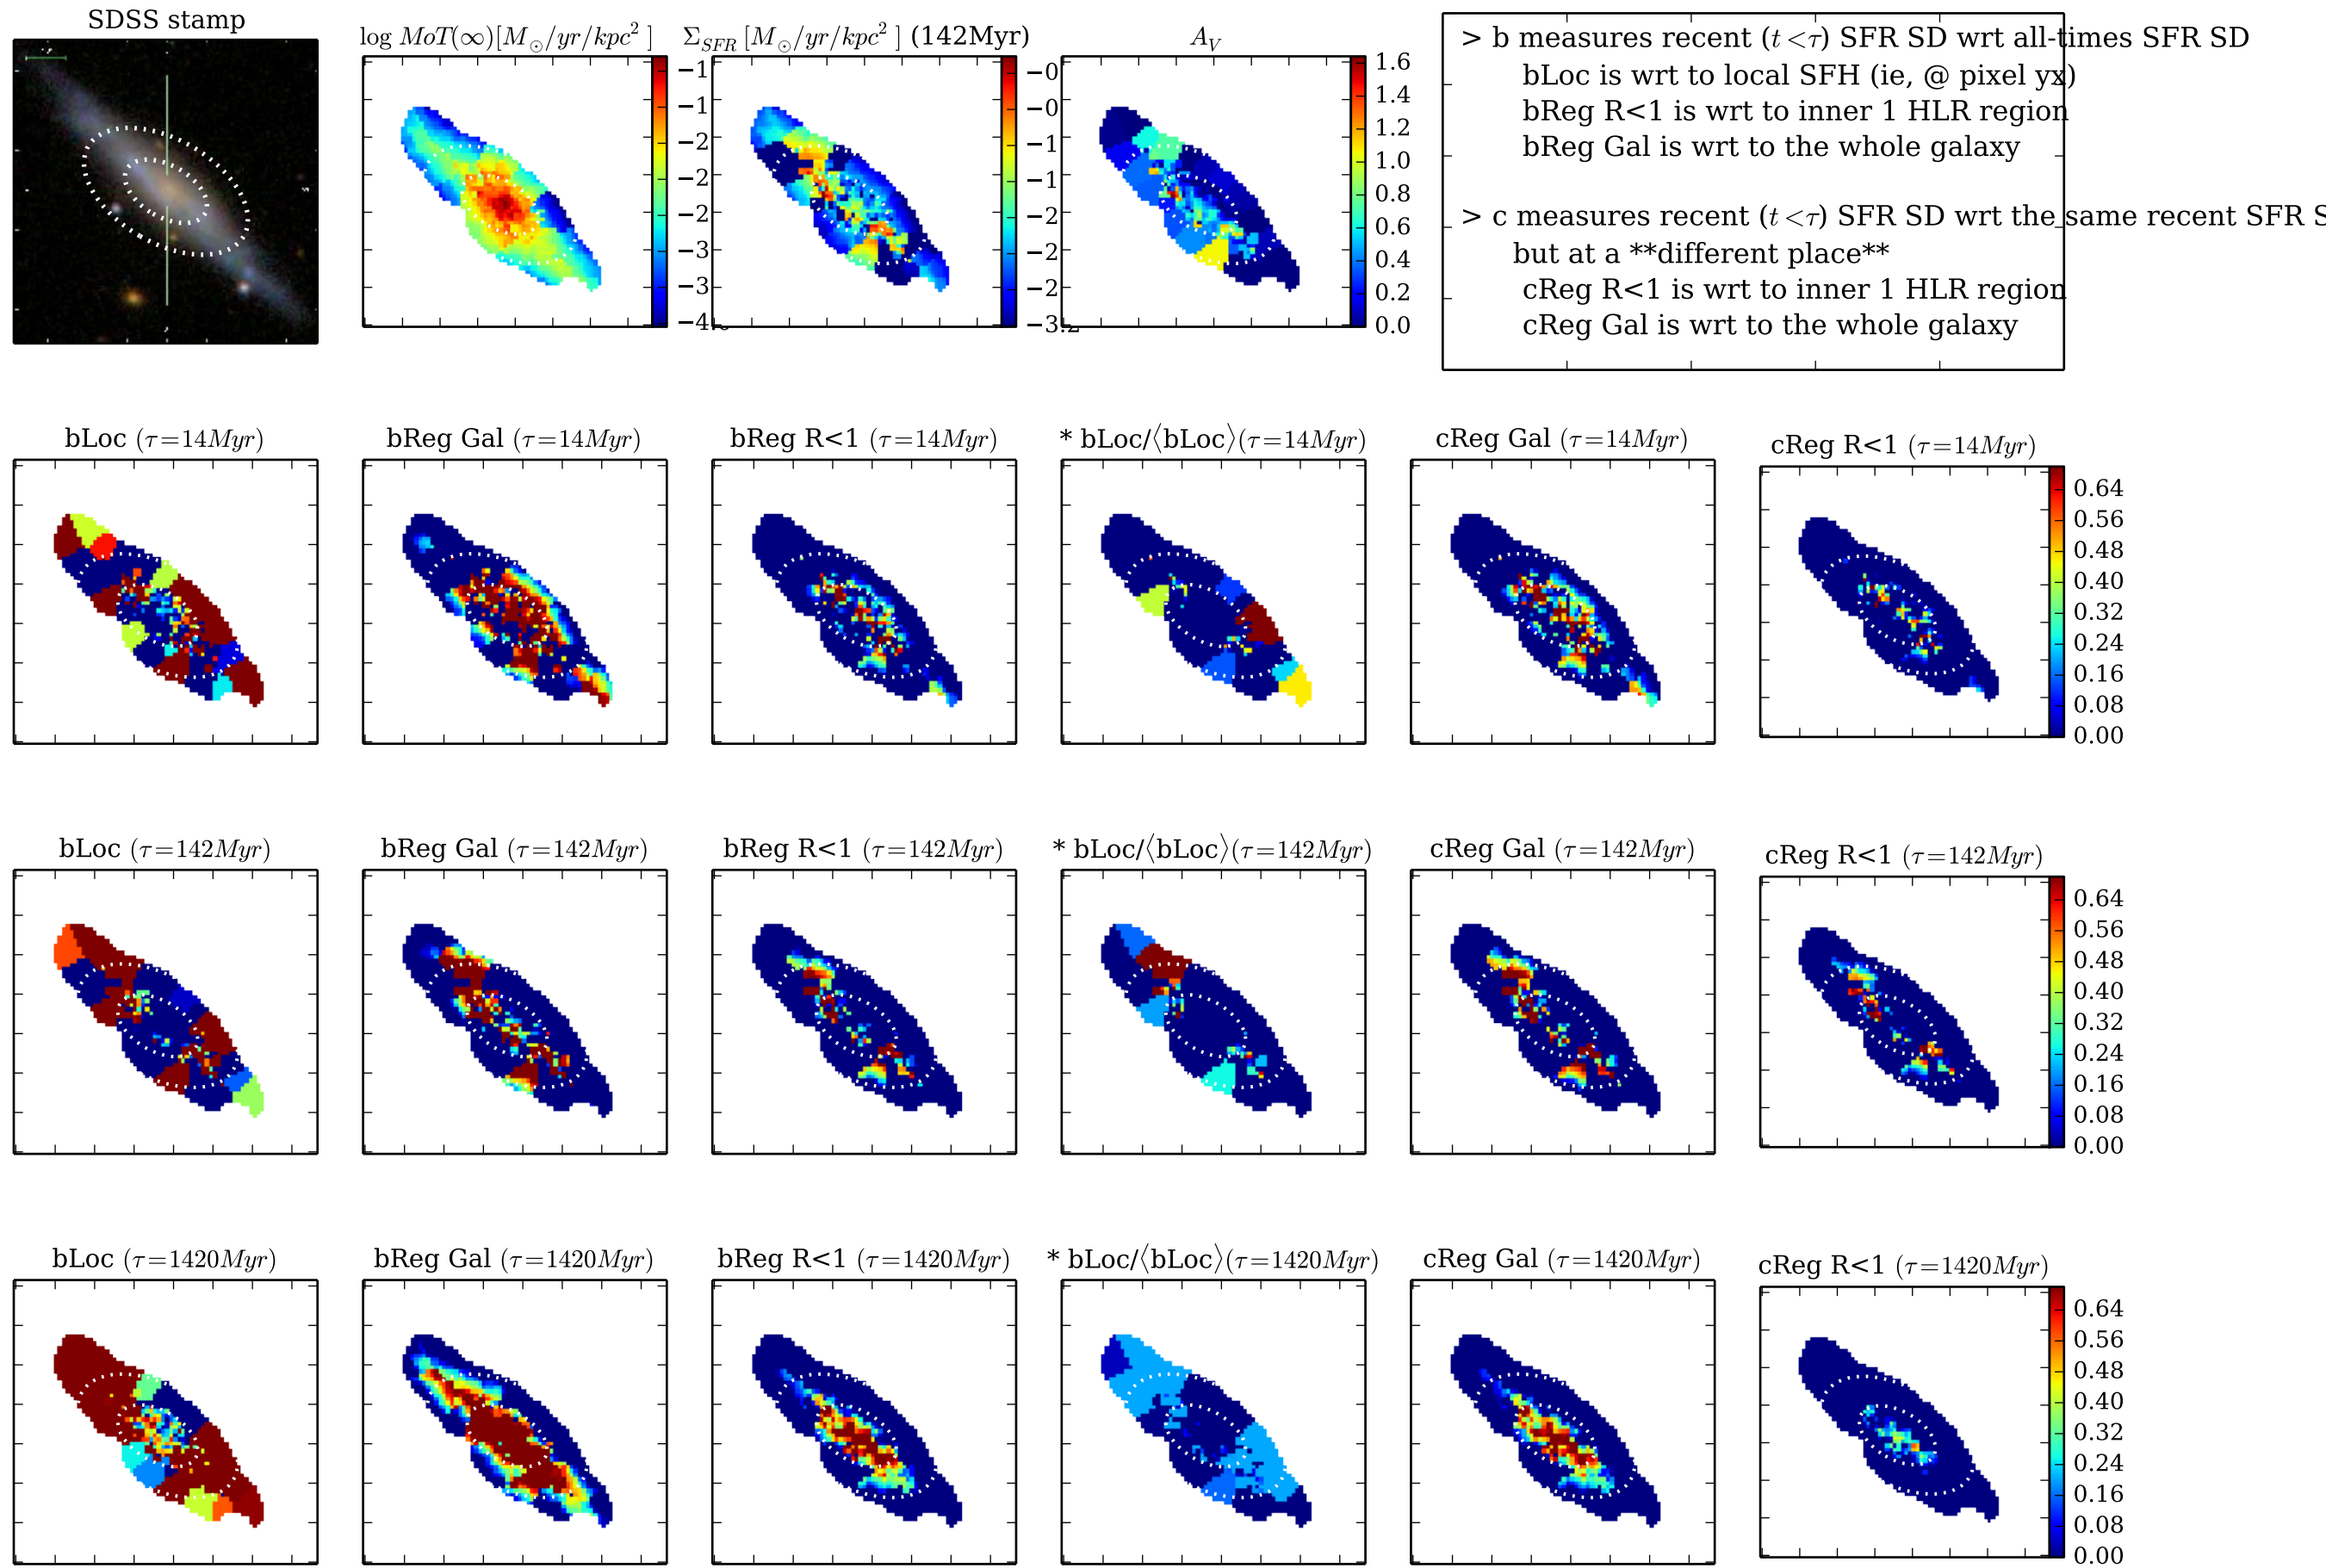 SDSS stamp
log MoT(∞)[M⊙/yr/kpc² ]
Σ_SFR [M⊙/yr/kpc² ] (142Myr)
A_V
−1
−1
−2
−2
−2
−2
−3
−3
−0
−0
−1
−1
−2
−2
−2
1.6
1.4
1.2
1.0
0.8
0.6
0.4
0.2
0.0
> b measures recent (t<τ) SFR SD wrt all-times SFR SD
bLoc is wrt to local SFH (ie, @ pixel yx)
bReg R<1 is wrt to inner 1 HLR region
bReg Gal is wrt to the whole galaxy
> c measures recent (t<τ) SFR SD wrt the same recent SFR S
but at a **different place**
cReg R<1 is wrt to inner 1 HLR region
cReg Gal is wrt to the whole galaxy
bLoc (τ=14Myr)
bReg Gal (τ=14Myr)
bReg R<1 (τ=14Myr)
* bLoc/⟨bLoc⟩(τ=14Myr)
cReg Gal (τ=14Myr)
cReg R<1 (τ=14Myr)
0.64
0.56
0.48
0.40
0.32
0.24
0.16
0.08
0.00
bLoc (τ=142Myr)
bReg Gal (τ=142Myr)
bReg R<1 (τ=142Myr)
* bLoc/⟨bLoc⟩(τ=142Myr)
cReg Gal (τ=142Myr)
cReg R<1 (τ=142Myr)
0.64
0.56
0.48
0.40
0.32
0.24
0.16
0.08
0.00
bLoc (τ=1420Myr)
bReg Gal (τ=1420Myr)
bReg R<1 (τ=1420Myr)
* bLoc/⟨bLoc⟩(τ=1420Myr)
cReg Gal (τ=1420Myr)
cReg R<1 (τ=1420Myr)
0.64
0.56
0.48
0.40
0.32
0.24
0.16
0.08
0.00